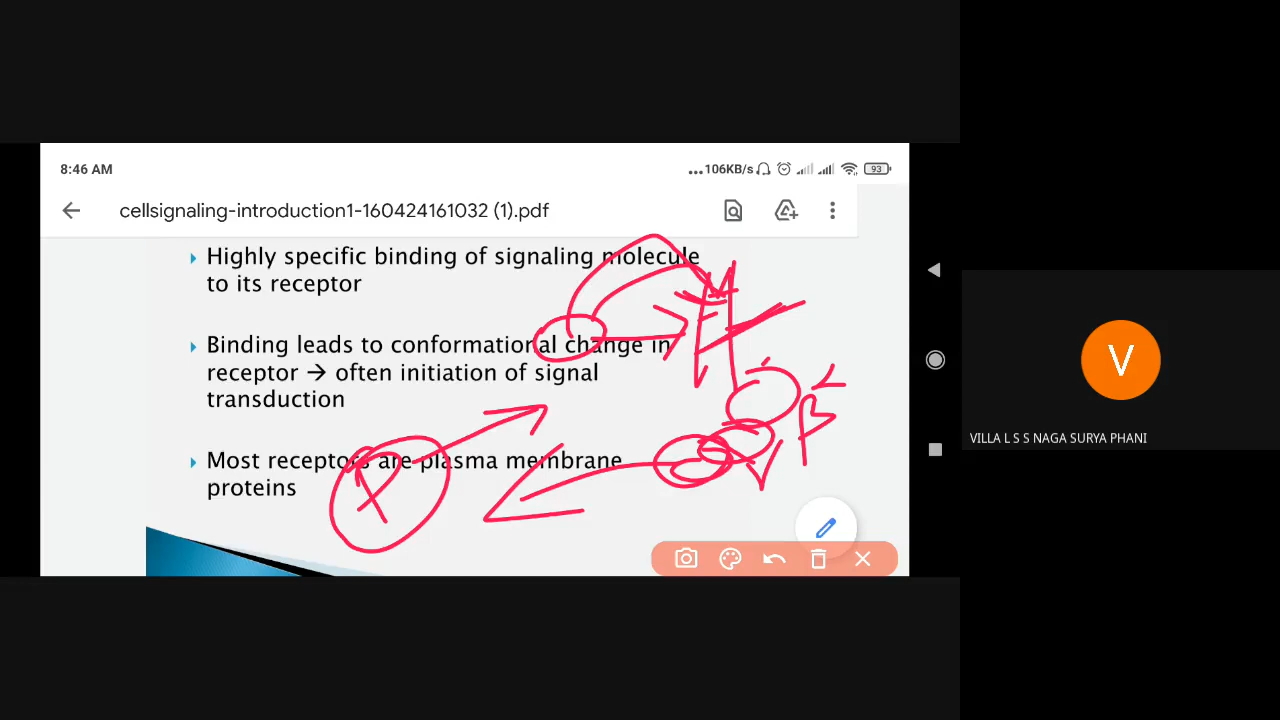 8:46 AM
...106KB/s
93
cellsignaling-introduction1-160424161032 (1).pdf
Highly specific binding of signaling molecule
to its receptor
Binding leads to conformational change in
receptor → often initiation of signal
transduction
Most receptors are plasma membrane
proteins
β
γ
V
VILLA L S S NAGA SURYA PHANI